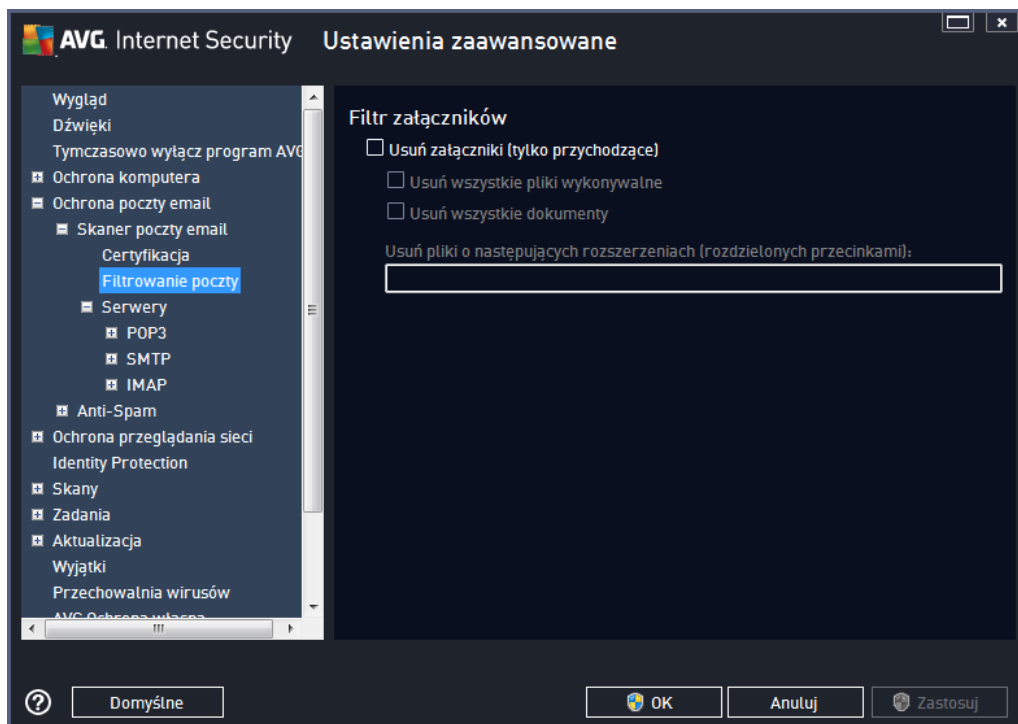 AVG. Internet Security
Ustawienia zaawansowane
Wygląd
Dźwięki
Tymczasowo wyłącz program AVG
Ochrona komputera
Ochrona poczty email
Skaner poczty email
Certyfikacja
Filtrowanie poczty
Serwery
POP3
SMTP
IMAP
Anti-Spam
Ochrona przeglądania sieci
Identity Protection
Skany
Zadania
Aktualizacja
Wyjątki
Przechowalnia wirusów
AVG Ochrona własna
Filtr załączników
Usuń załączniki (tylko przychodzące)
Usuń wszystkie pliki wykonywalne
Usuń wszystkie dokumenty
Usuń pliki o następujących rozszerzeniach (rozdzielonych przecinkami):
Domyślne
OK
Anuluj
Zastosuj